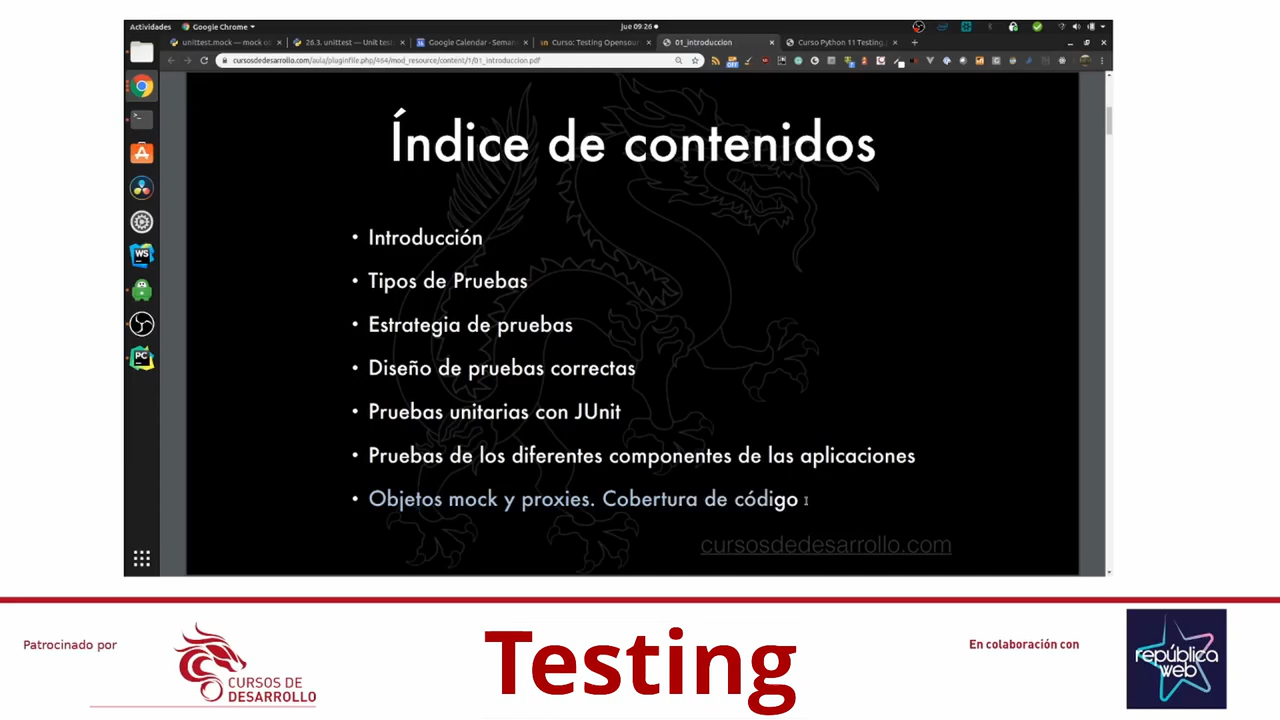 Actividades Google Chrome jue 09:26
unittest.mock — mock ob 26.3. unittest — Unit test Google Calendar - Seman Curso: Testing Opensour 01_introduccion Curso Python 11 Testing
cursosdedesarrollo.com/aula/pluginfile.php/464/mod_resource/content/1/01_introduccion.pdf
Índice de contenidos
• Introducción
• Tipos de Pruebas
• Estrategia de pruebas
• Diseño de pruebas correctas
• Pruebas unitarias con JUnit
• Pruebas de los diferentes componentes de las aplicaciones
• Objetos mock y proxies. Cobertura de código
cursosdedesarrollo.com
WS
PC
Patrocinado por
CURSOS DE
DESARROLLO
Testing
En colaboración con
república
web